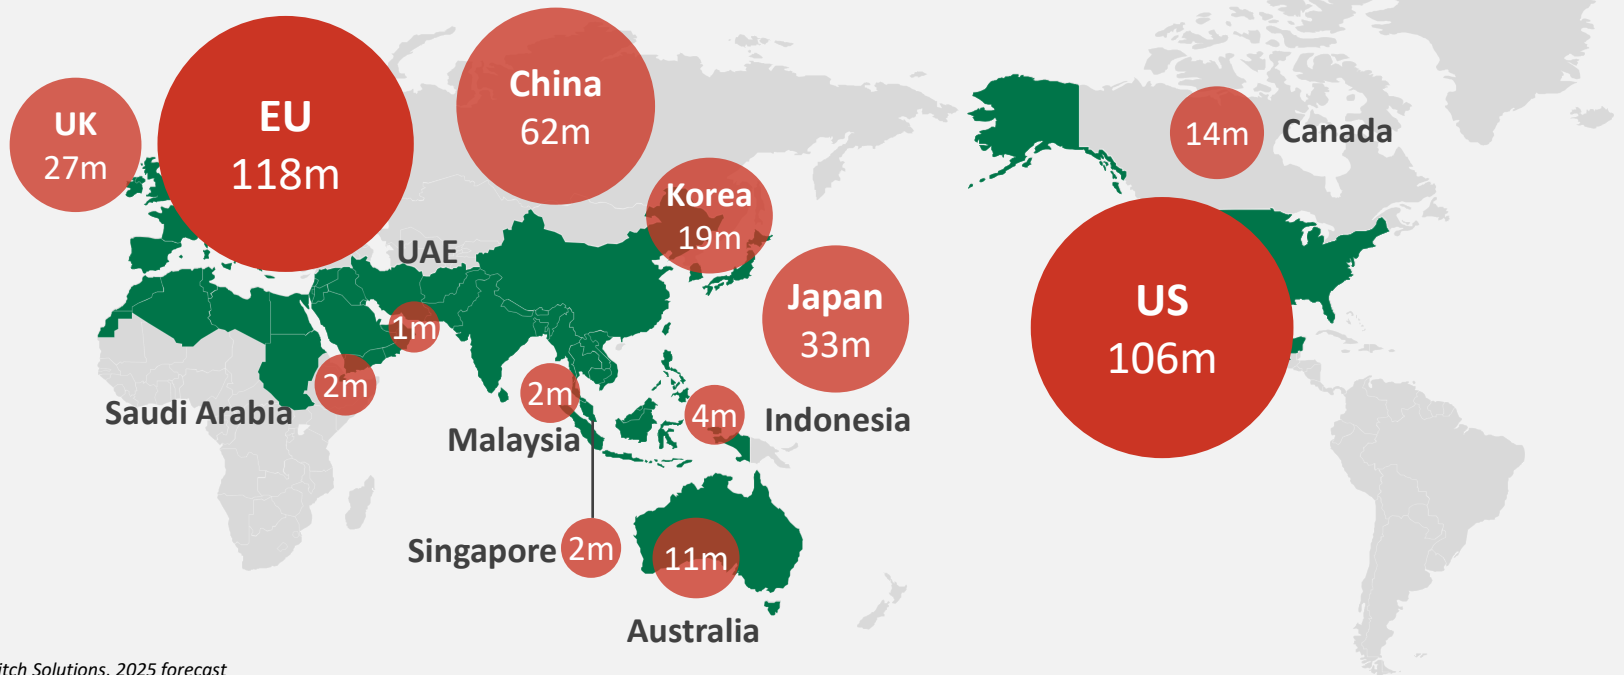 UK
27m
EU
118m
China
62m
Korea
19m
Japan
33m
UAE
1m
2m
Saudi Arabia
2m
Malaysia
4m
Indonesia
Singapore
2m
11m
Australia
14m
Canada
US
106m
Solutions, 2025 forecast